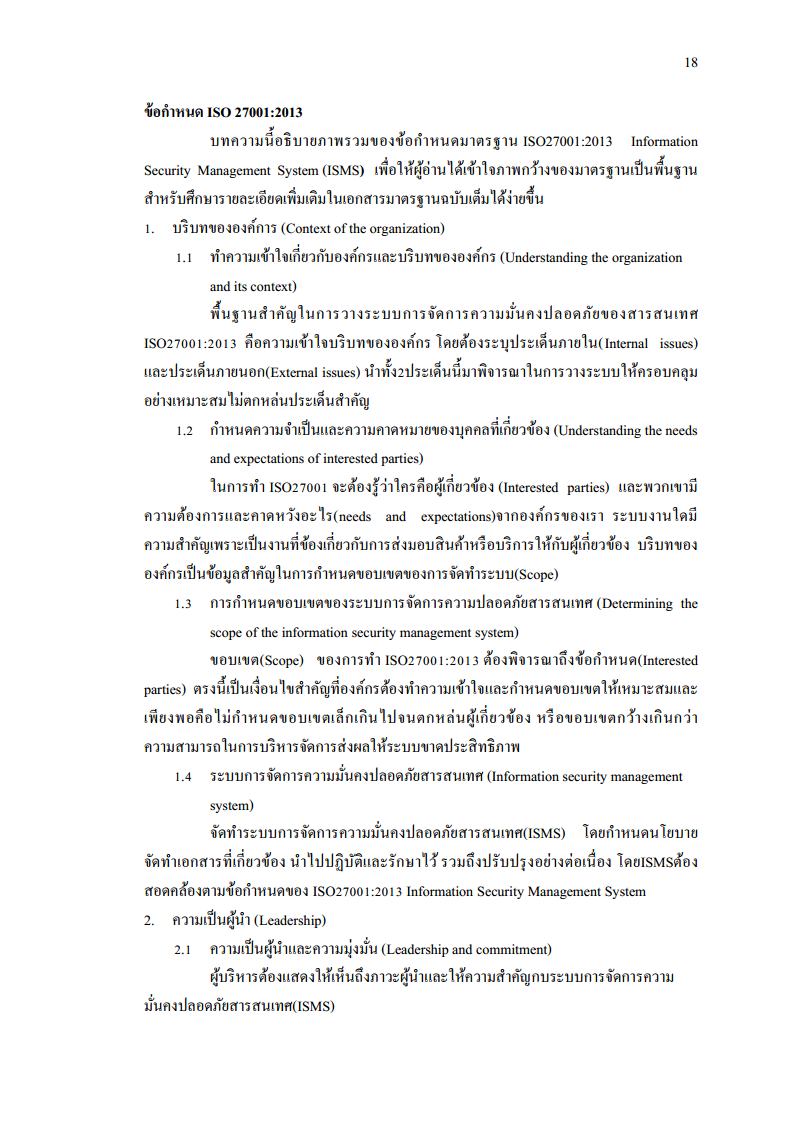 18
ข้อกำหนด ISO 27001:2013
บทความนี้อธิบายภาพรวมของข้อกำหนดมาตรฐาน ISO27001:2013 Information
Security Management System (ISMS) เพื่อให้ผู้อ่านได้เข้าใจภาพกว้างของมาตรฐานเป็นพื้นฐาน
สำหรับศึกษารายละเอียดเพิ่มเติมในเอกสารมาตรฐานฉบับเต็มได้ง่ายขึ้น
1. บริบทขององค์การ (Context of the organization)
1.1 ทำความเข้าใจเกี่ยวกับองค์กรและบริบทขององค์กร (Understanding the organization
and its context)
พื้นฐานสำคัญในการวางระบบการจัดการความมั่นคงปลอดภัยของสารสนเทศ
ISO27001:2013 คือความเข้าใจบริบทขององค์กร โดยต้องระบุประเด็นภายใน(Internal issues)
และประเด็นภายนอก(External issues) นำทั้ง2ประเด็นนี้มาพิจารณาในการวางระบบให้ครอบคลุม
อย่างเหมาะสมไม่ตกหล่นประเด็นสำคัญ
1.2 กำหนดความจำเป็นและความคาดหมายของบุคคลที่เกี่ยวข้อง (Understanding the needs
and expectations of interested parties)
ในการทำ ISO27001 จะต้องรู้ว่าใครคือผู้เกี่ยวข้อง (Interested parties) และพวกเขามี
ความต้องการและคาดหวังอะไร(needs and expectations)จากองค์กรของเรา ระบบงานใดมี
ความสำคัญเพราะเป็นงานที่ข้องเกี่ยวกับการส่งมอบสินค้าหรือบริการให้กับผู้เกี่ยวข้อง บริบทของ
องค์กรเป็นข้อมูลสำคัญในการกำหนดขอบเขตของการจัดทำระบบ(Scope)
1.3 การกำหนดขอบเขตของระบบการจัดการความปลอดภัยสารสนเทศ (Determining the
scope of the information security management system)
ขอบเขต(Scope) ของการทำ ISO27001:2013 ต้องพิจารณาถึงข้อกำหนด(Interested
parties) ตรงนี้เป็นเงื่อนไขสำคัญที่องค์กรต้องทำความเข้าใจและกำหนดขอบเขตให้เหมาะสมและ
เพียงพอคือไม่กำหนดขอบเขตเล็กเกินไปจนตกหล่นผู้เกี่ยวข้อง หรือขอบเขตกว้างเกินกว่า
ความสามารถในการบริหารจัดการส่งผลให้ระบบขาดประสิทธิภาพ
1.4 ระบบการจัดการความมั่นคงปลอดภัยสารสนเทศ (Information security management
system)
จัดทำระบบการจัดการความมั่นคงปลอดภัยสารสนเทศ(ISMS) โดยกำหนดนโยบาย
จัดทำเอกสารที่เกี่ยวข้อง นำไปปฏิบัติและรักษาไว้ รวมถึงปรับปรุงอย่างต่อเนื่อง โดยISMSต้อง
สอดคล้องตามข้อกำหนดของ ISO27001:2013 Information Security Management System
2. ความเป็นผู้นำ (Leadership)
2.1 ความเป็นผู้นำและความมุ่งมั่น (Leadership and commitment)
ผู้บริหารต้องแสดงให้เห็นถึงภาวะผู้นำและให้ความสำคัญกบระบบการจัดการความ
มั่นคงปลอดภัยสารสนเทศ(ISMS)